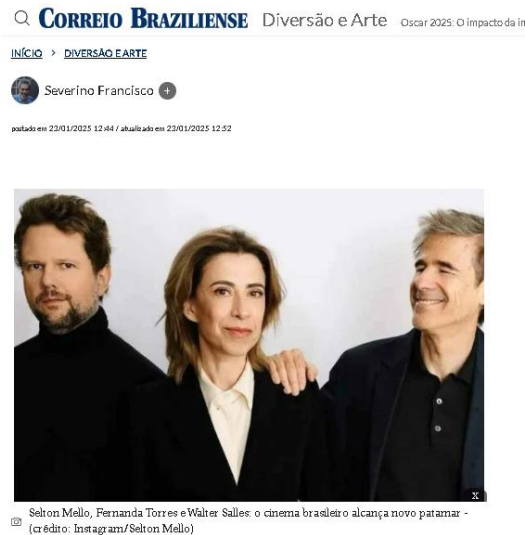 CORREIO BRAZILIENSE Diversão e Arte Oscar 2025: O impacto da in
INÍCIO > DIVERSÃO E ARTE
Severino Francisco +
postado em 23/01/2025 12:44 / atualizado em 23/01/2025 12:52
X
Selton Mello, Fernanda Torres e Walter Salles: o cinema brasileiro alcança novo patamar -
(crédito: Instagram/Selton Mello)